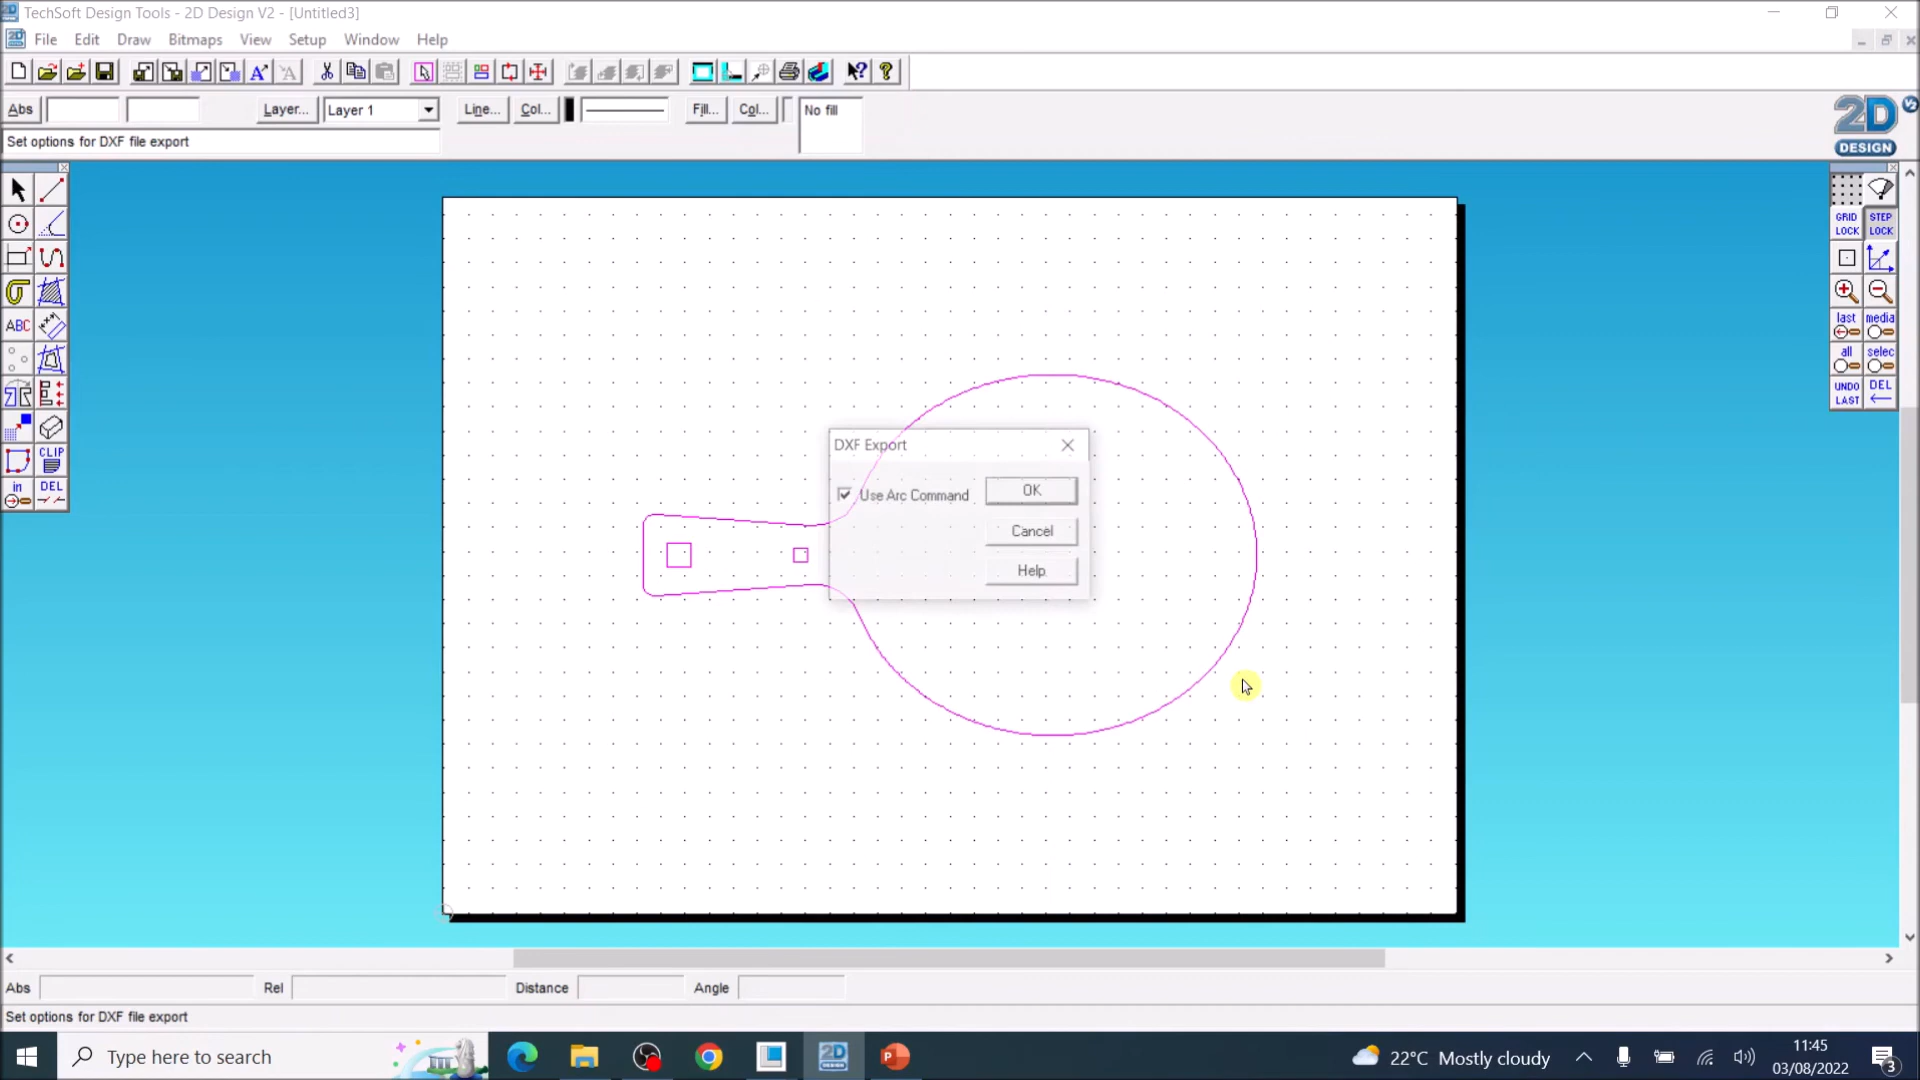 TechSoft Design Tools - 2D Design V2 - [Untitled3]
File Edit Draw Bitmaps View Setup Window Help
Abs Layer... Layer 1 Line... Col... Fill... Col... No fill
2D V2
DESIGN
Set options for DXF file export
GRID LOCK STEP LOCK
last media
all selec
UNDO LAST DEL
ABC
CLIP
in DEL
DXF Export
Use Arc Command OK
Cancel
Help
Abs Rel Distance Angle
Set options for DXF file export
Type here to search
2D
DESIGN
P
22°C Mostly cloudy
11:45
03/08/2022
3